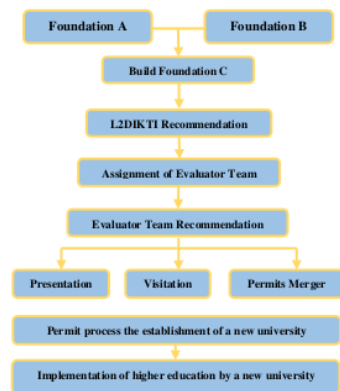 Foundation A
Foundation B
Build Foundation C
L2DIKTI Recommendation
Assignment of Evaluator Team
Evaluator Team Recommendation
Presentation
Visitation
Permits Merger
Permit process the establishment of a new university
Implementation of higher education by a new university